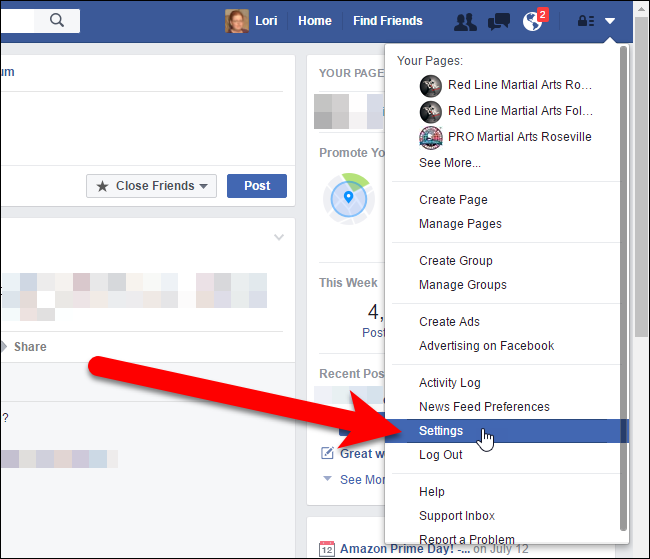 Lori
Home
Find Friends
2
um
Close Friends
Post
Share
?
YOUR PAGE
Promote Yo
This Week
4,
Post
Recent Pos
Great w
See Mor
12 Amazon Prime Day! -... on July 12
Your Pages:
Red Line Martial Arts Ro...
Red Line Martial Arts Fol...
PRO Martial Arts Roseville
See More...
Create Page
Manage Pages
Create Group
Manage Groups
Create Ads
Advertising on Facebook
Activity Log
News Feed Preferences
Settings
Log Out
Help
Support Inbox
Report a Problem